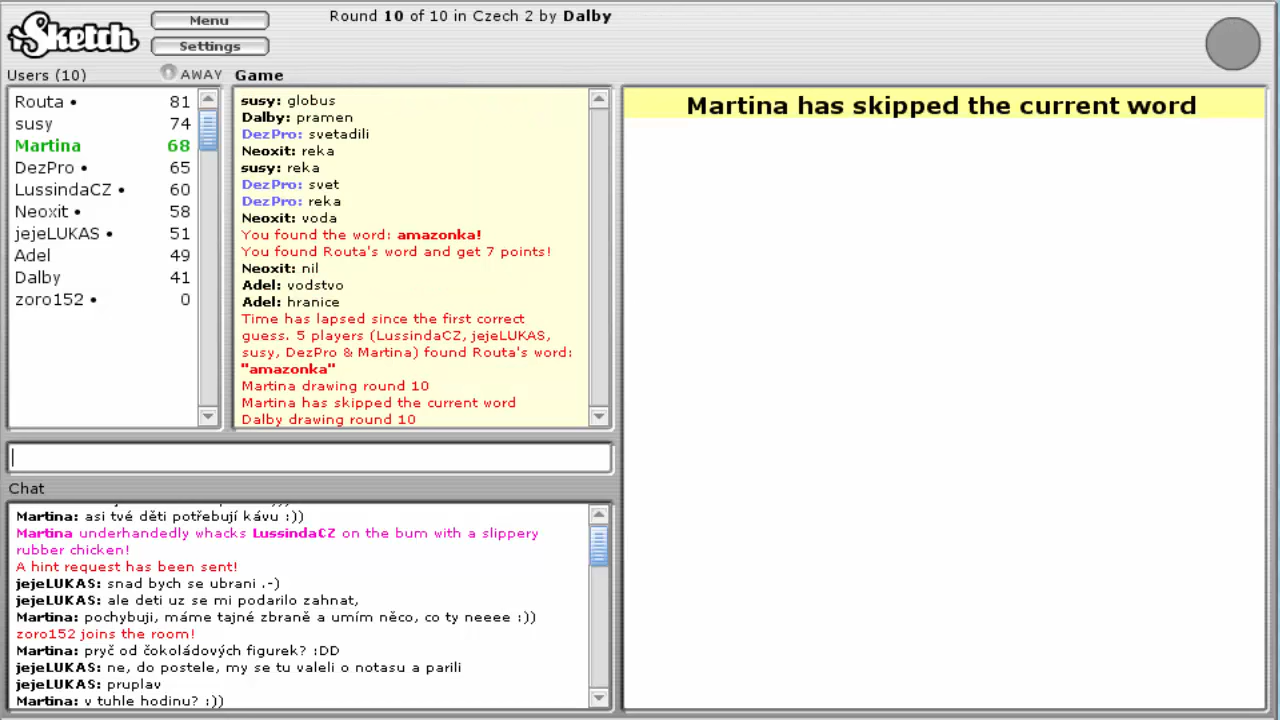 iSketch
Menu
Settings
Round 10 of 10 in Czech 2 by Dalby
Users (10)
AWAY
Routa • 81
susy 74
Martina 68
DezPro • 65
LussindaCZ • 60
Neoxit • 58
jejeLUKAS • 51
Adel 49
Dalby 41
zoro152 • 0
Game
susy: globus
Dalby: pramen
DezPro: svetadili
Neoxit: reka
susy: reka
DezPro: svet
DezPro: reka
Neoxit: voda
You found the word: amazonka!
You found Routa's word and get 7 points!
Neoxit: nil
Adel: vodstvo
Adel: hranice
Time has lapsed since the first correct
guess. 5 players (LussindaCZ, jejeLUKAS,
susy, DezPro & Martina) found Routa's word:
"amazonka"
Martina drawing round 10
Martina has skipped the current word
Dalby drawing round 10
Martina has skipped the current word
Chat
Martina: asi tvé děti potřebují kávu :))
Martina underhandedly whacks LussindaCZ on the bum with a slippery
rubber chicken!
A hint request has been sent!
jejeLUKAS: snad bych se ubrani .-)
jejeLUKAS: ale deti uz se mi podarilo zahnat,
Martina: pochybuji, máme tajné zbraně a umím něco, co ty neeee :))
zoro152 joins the room!
Martina: pryč od čokoládových figurek? :DD
jejeLUKAS: ne, do postele, my se tu valeli o notasu a parili
jejeLUKAS: pruplav
Martina: v tuhle hodinu? :))